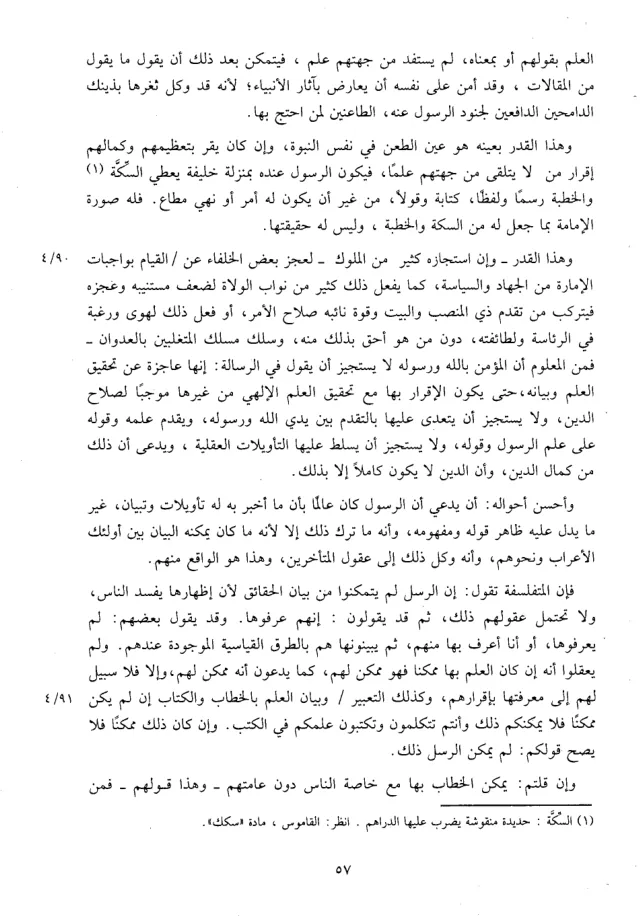 العلم بقولهم أو بمعناه، لم يستفد من جهتهم علم ، فيتمكن بعد ذلك أن يقول ما يقول
من المقالات ، وقد أمن على نفسه أن يعارض بآثار الأنبياء؛ لأنه قد وكل ثغرها بذينك
الدامحين الدافعين لجنود الرسول عنه، الطاعنين لمن احتج بها.
وهذا القدر بعينه هو عين الطعن في نفس النبوة، وإن كان يقر بتعظيمهم وكمالهم
إقرار من لا يتلقى من جهتهم علمًا، فيكون الرسول عنده بمنزلة خليفة يعطي السكَّة (١)
والخطبة رسمًا ولفظًا، كتابة وقولاً، من غير أن يكون له أمر أو نهي مطاع. فله صورة
الإمامة بما جعل له من السكة والخطبة ، وليس له حقيقتها.
وهذا القدر ـ وإن استجازه كثير من الملوك ـ لعجز بعض الخلفاء عن / القيام بواجبات ٤/٩٠
الإمارة من الجهاد والسياسة، كما يفعل ذلك كثير من نواب الولاة لضعف مستنيبه وعجزه
فيتركب من تقدم ذي المنصب والبيت وقوة نائبه صلاح الأمر، أو فعل ذلك لهوى ورغبة
في الرئاسة ولطائفته، دون من هو أحق بذلك منه، وسلك مسلك المتغلبين بالعدوان ـ
فمن المعلوم أن المؤمن بالله ورسوله لا يستجيز أن يقول في الرسالة: إنها عاجزة عن تحقيق
العلم وبيانه،حتى يكون الإقرار بها مع تحقيق العلم الإلهي من غيرها موجبًا لصلاح
الدين، ولا يستجيز أن يتعدى عليها بالتقدم بين يدي الله ورسوله، ويقدم علمه وقوله
على علم الرسول وقوله، ولا يستجيز أن يسلط عليها التأويلات العقلية ، ويدعى أن ذلك
من كمال الدين، وأن الدين لا يكون كاملاً إلا بذلك.
وأحسن أحواله: أن يدعي أن الرسول كان عالمًا بأن ما أخبر به له تأويلات وتبيان، غير
ما يدل عليه ظاهر قوله ومفهومه، وأنه ما ترك ذلك إلا لأنه ما كان يمكنه البيان بين أولئك
الأعراب ونحوهم، وأنه وكل ذلك إلى عقول المتأخرين، وهذا هو الواقع منهم.
فإن المتفلسفة تقول: إن الرسل لم يتمكنوا من بيان الحقائق لأن إظهارها يفسد الناس،
ولا تحتمل عقولهم ذلك، ثم قد يقولون : إنهم عرفوها. وقد يقول بعضهم: لم
يعرفوها، أو أنا أعرف بها منهم، ثم يبينونها هم بالطرق القياسية الموجودة عندهم. ولم
يعقلوا أنه إن كان العلم بها ممكنا فهو ممكن لهم، كما يدعون أنه ممكن لهم،وإلا فلا سبيل
لهم إلى معرفتها بإقرارهم، وكذلك التعبير / وبيان العلم بالخطاب والكتاب إن لم يكن ٤/٩١
ممكنًا فلا يمكنكم ذلك وأنتم تتكلمون وتكتبون علمكم في الكتب. وإن كان ذلك ممكنًا فلا
يصح قولكم: لم يمكن الرسل ذلك.
وإن قلتم: يمكن الخطاب بها مع خاصة الناس دون عامتهم ـ وهذا قولهم ـ فمن
(١) السكَّة : حديدة منقوشة يضرب عليها الدراهم . انظر: القاموس ، مادة «سكك».
٥٧